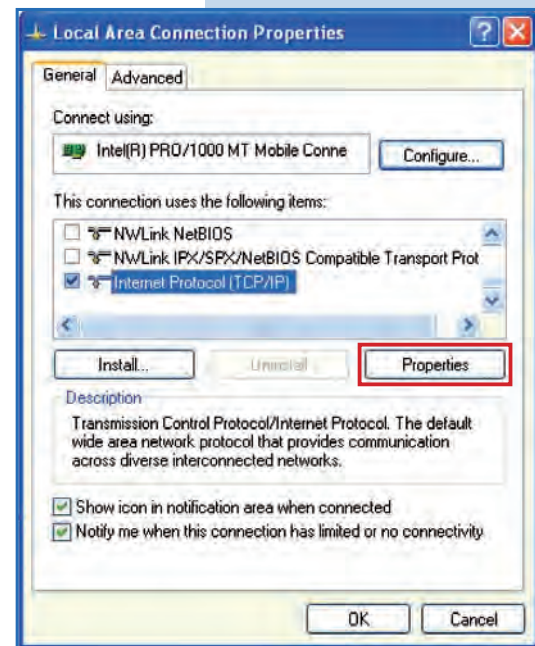 Local Area Connection Properties
General Advanced
Connect using:
Intel(R) PRO/1000 MT Mobile Conne Configure...
This connection uses the following items:
NWLink NetBIOS
NWLink IPX/SPX/NetBIOS Compatible Transport Prot
Internet Protocol (TCP/IP)
Install... Uninstall Properties
Description
Transmission Control Protocol/Internet Protocol. The default
wide area network protocol that provides communication
across diverse interconnected networks.
Show icon in notification area when connected
Notify me when this connection has limited or no connectivity
OK Cancel